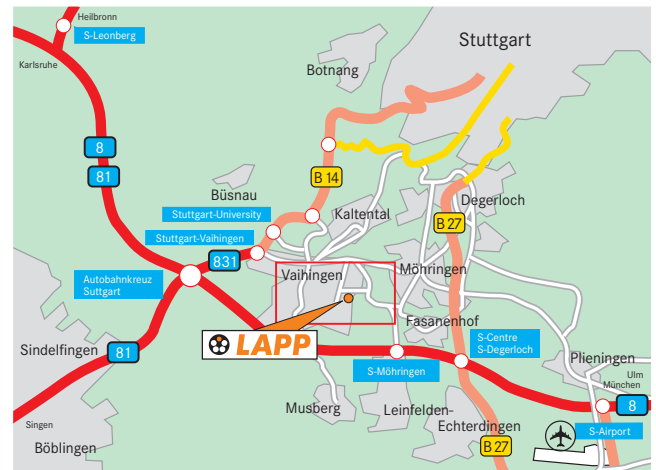 Heilbronn
S-Leonberg
Karlsruhe
Stuttgart
Botnang
8
81
B 14
Büsnau
Stuttgart-University
Kaltental
Degerloch
B 27
Stuttgart-Vaihingen
831
Autobahnkreuz
Suttgart
Vaihingen
Möhringen
Fasanenhof
LAPP
Sindelfingen
81
S-Centre
S-Degerloch
S-Möhringen
Plieningen
Ulm
München
8
Musberg
Leinfelden-
Echterdingen
S-Airport
Singen
Böblingen
B 27